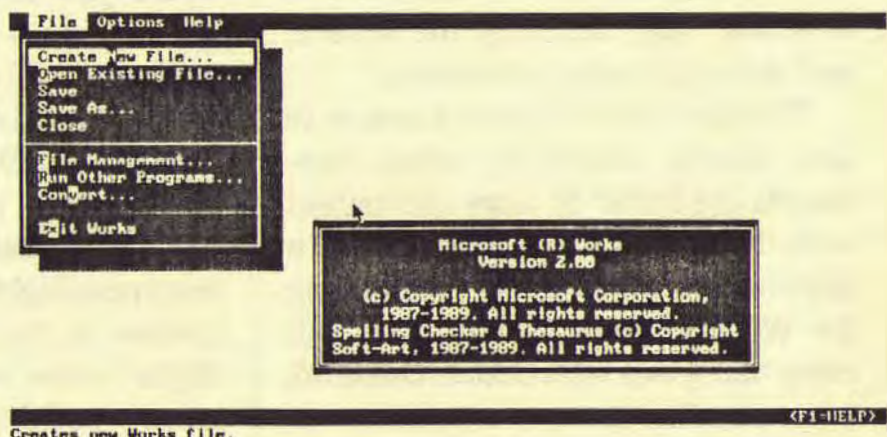 File Options Help
Create New File...
Open Existing File...
Save
Save As...
Close
File Management...
Run Other Programs...
Convert...
Exit Works
Microsoft (R) Works
Version 2.00
(c) Copyright Microsoft Corporation,
1987-1989. All rights reserved.
Spelling Checker & Thesaurus (c) Copyright
Soft-Art, 1987-1989. All rights reserved.
<F1=HELP>
Creates new Works file.